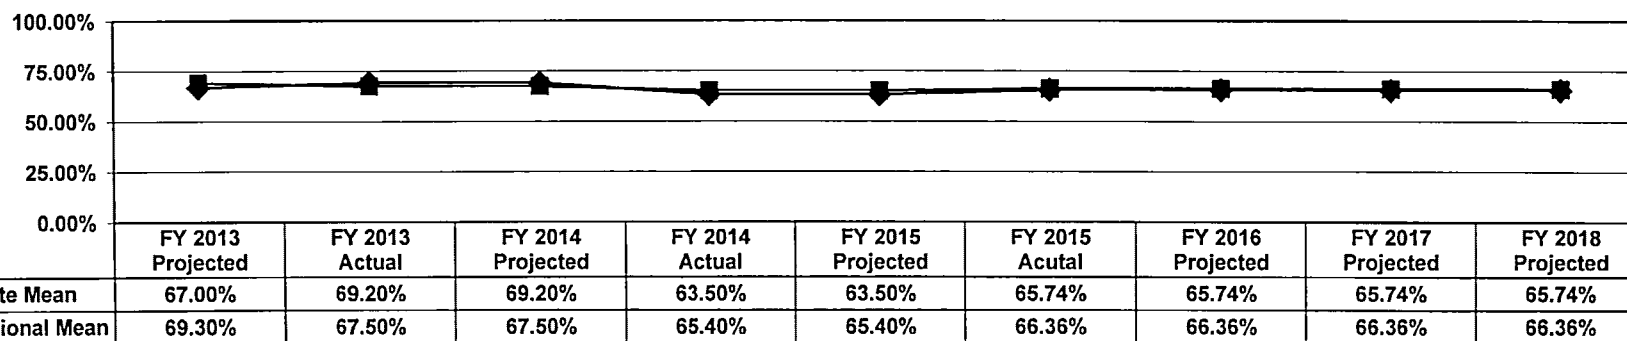 100.00%
75.00%
50.00%
25.00%
0.00%
FY 2013 FY 2013 FY 2014 FY 2014 FY 2015 FY 2015 FY 2016 FY 2017 FY 2018
Projected Actual Projected Actual Projected Acutal Projected Projected Projected
te Mean 67.00% 69.20% 69.20% 63.50% 63.50% 65.74% 65.74% 65.74% 65.74%
ional Mean 69.30% 67.50% 67.50% 65.40% 65.40% 66.36% 66.36% 66.36% 66.36%